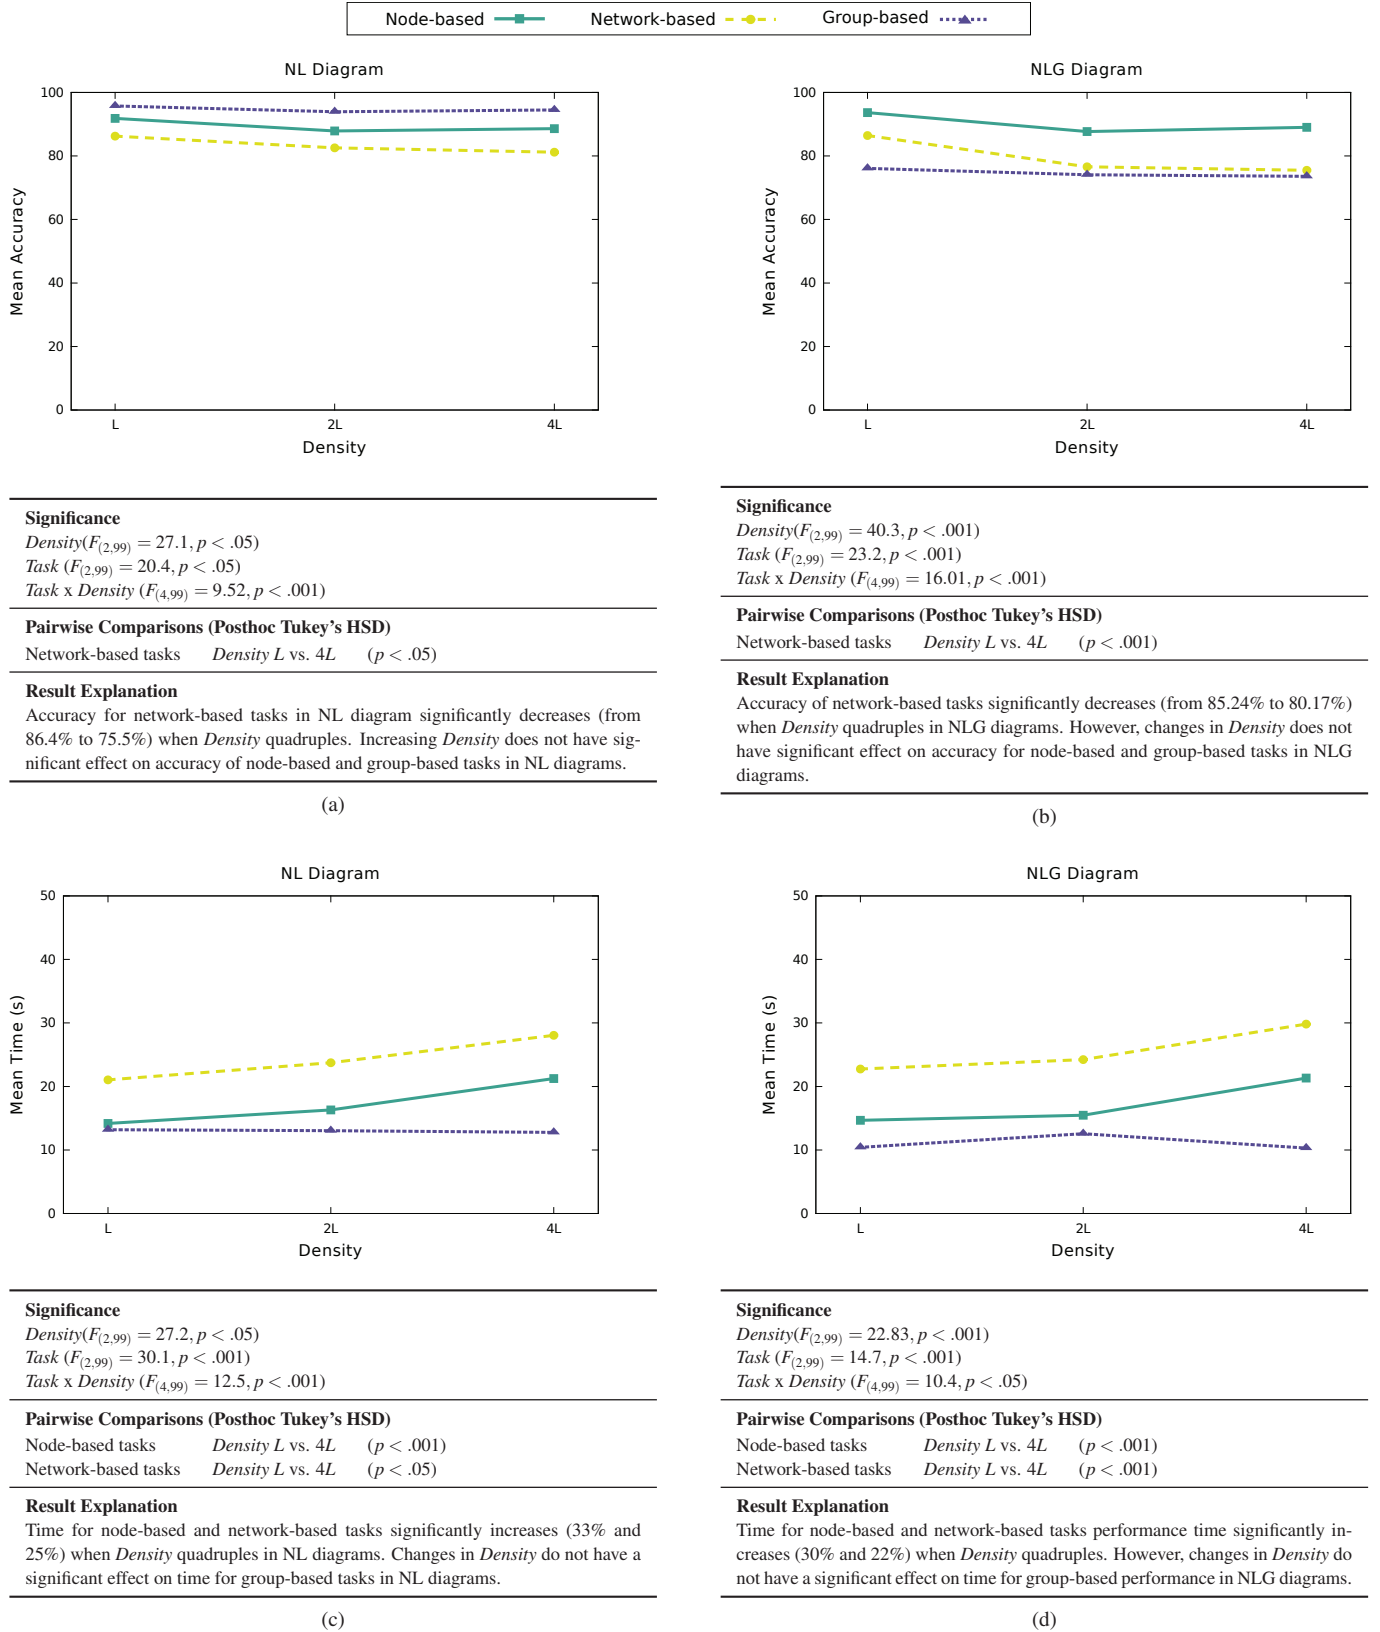 Node-based Network-based Group-based
NL Diagram
100
80
60
40
20
0
Mean Accuracy
L 2L 4L
Density
Significance
Density(F(2,99) = 27.1, p < .05)
Task (F(2,99) = 20.4, p < .05)
Task x Density (F(4,99) = 9.52, p < .001)
Pairwise Comparisons (Posthoc Tukey's HSD)
Network-based tasks Density L vs. 4L (p < .05)
Result Explanation
Accuracy for network-based tasks in NL diagram significantly decreases (from
86.4% to 75.5%) when Density quadruples. Increasing Density does not have sig-
nificant effect on accuracy of node-based and group-based tasks in NL diagrams.
(a)
NLG Diagram
100
80
60
40
20
0
Mean Accuracy
L 2L 4L
Density
Significance
Density(F(2,99) = 40.3, p < .001)
Task (F(2,99) = 23.2, p < .001)
Task x Density (F(4,99) = 16.01, p < .001)
Pairwise Comparisons (Posthoc Tukey's HSD)
Network-based tasks Density L vs. 4L (p < .001)
Result Explanation
Accuracy of network-based tasks significantly decreases (from 85.24% to 80.17%)
when Density quadruples in NLG diagrams. However, changes in Density does not
have significant effect on accuracy for node-based and group-based tasks in NLG
diagrams.
(b)
NL Diagram
50
40
30
20
10
0
Mean Time (s)
L 2L 4L
Density
Significance
Density(F(2,99) = 27.2, p < .05)
Task (F(2,99) = 30.1, p < .001)
Task x Density (F(4,99) = 12.5, p < .001)
Pairwise Comparisons (Posthoc Tukey's HSD)
Node-based tasks Density L vs. 4L (p < .001)
Network-based tasks Density L vs. 4L (p < .05)
Result Explanation
Time for node-based and network-based tasks significantly increases (33% and
25%) when Density quadruples in NL diagrams. Changes in Density do not have a
significant effect on time for group-based tasks in NL diagrams.
(c)
NLG Diagram
50
40
30
20
10
0
Mean Time (s)
L 2L 4L
Density
Significance
Density(F(2,99) = 22.83, p < .001)
Task (F(2,99) = 14.7, p < .001)
Task x Density (F(4,99) = 10.4, p < .05)
Pairwise Comparisons (Posthoc Tukey's HSD)
Node-based tasks Density L vs. 4L (p < .001)
Network-based tasks Density L vs. 4L (p < .001)
Result Explanation
Time for node-based and network-based tasks performance time significantly in-
creases (30% and 22%) when Density quadruples. However, changes in Density do
not have a significant effect on time for group-based performance in NLG diagrams.
(d)